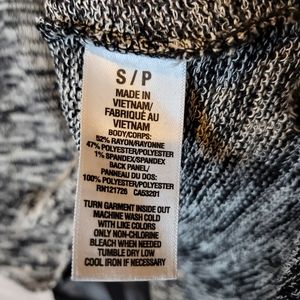 S / P
MADE IN
VIETNAM/
FABRIQUÉ AU
VIETNAM
BODY/CORPS:
52% RAYON/RAYONNE
47% POLYESTER/POLYESTER
1% SPANDEX/SPANDEX
BACK PANEL/
PANNEAU DU DOS:
100% POLYESTER/POLYESTER
RN121726 CA53201
TURN GARMENT INSIDE OUT
MACHINE WASH COLD
WITH LIKE COLORS
ONLY NON-CHLORINE
BLEACH WHEN NEEDED
TUMBLE DRY LOW
COOL IRON IF NECESSARY